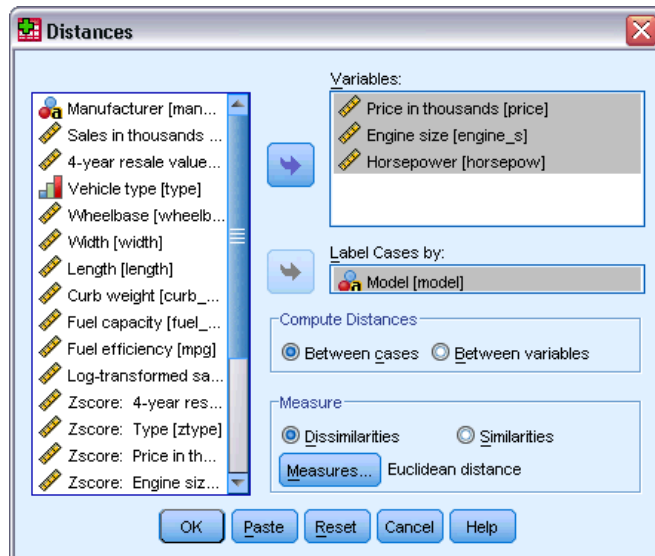 Distances
Manufacturer [man...
Sales in thousands ...
4-year resale value...
Vehicle type [type]
Wheelbase [wheelb...
Width [width]
Length [length]
Curb weight [curb_...
Fuel capacity [fuel_...
Fuel efficiency [mpg]
Log-transformed sa...
Zscore: 4-year res...
Zscore: Type [ztype]
Zscore: Price in th...
Zscore: Engine siz...
Variables:
Price in thousands [price]
Engine size [engine_s]
Horsepower [horsepow]
Label Cases by:
Model [model]
Compute Distances
Between cases Between variables
Measure
Dissimilarities Similarities
Measures... Euclidean distance
OK Paste Reset Cancel Help